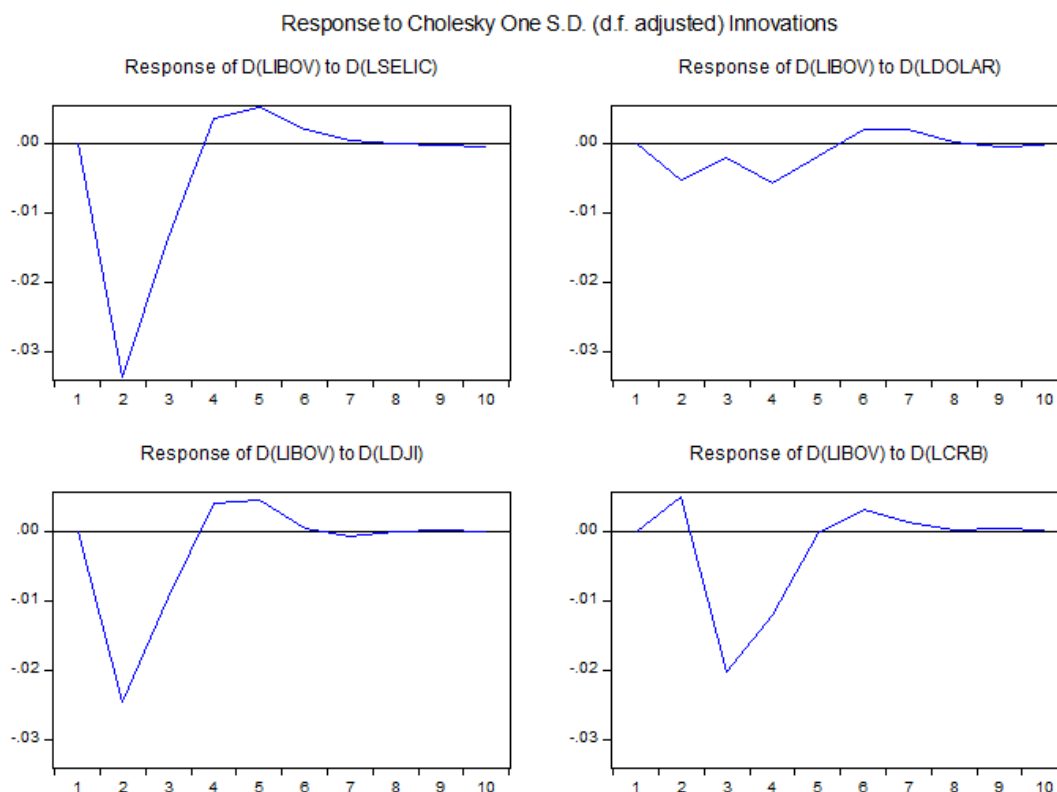 Response to Cholesky One S.D. (d.f. adjusted) Innovations
Response of D(LIBOV) to D(LSELIC)
.00
-.01
-.02
-.03
1 2 3 4 5 6 7 8 9 10
Response of D(LIBOV) to D(LDOLAR)
.00
-.01
-.02
-.03
1 2 3 4 5 6 7 8 9 10
Response of D(LIBOV) to D(LDJI)
.00
-.01
-.02
-.03
1 2 3 4 5 6 7 8 9 10
Response of D(LIBOV) to D(LCRB)
.00
-.01
-.02
-.03
1 2 3 4 5 6 7 8 9 10